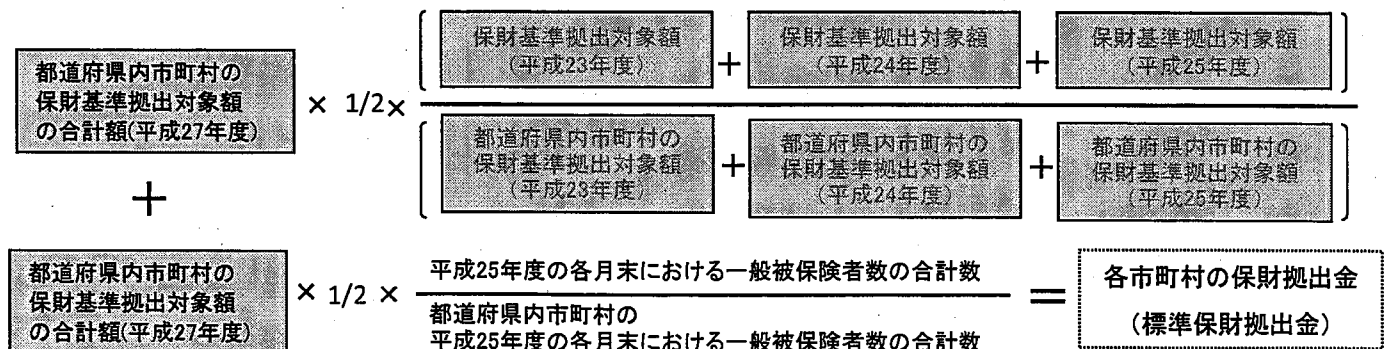 都道府県内市町村の
保財基準拠出対象額
の合計額(平成27年度)
× 1/2×
保財基準拠出対象額
(平成23年度)
+
保財基準拠出対象額
(平成24年度)
+
保財基準拠出対象額
(平成25年度)
都道府県内市町村の
保財基準拠出対象額
(平成23年度)
+
都道府県内市町村の
保財基準拠出対象額
(平成24年度)
+
都道府県内市町村の
保財基準拠出対象額
(平成25年度)
+
都道府県内市町村の
保財基準拠出対象額
の合計額(平成27年度)
× 1/2 ×
平成25年度の各月末における一般被保険者数の合計数
都道府県内市町村の
平成25年度の各月末における一般被保険者数の合計数
=
各市町村の保財拠出金
(標準保財拠出金)